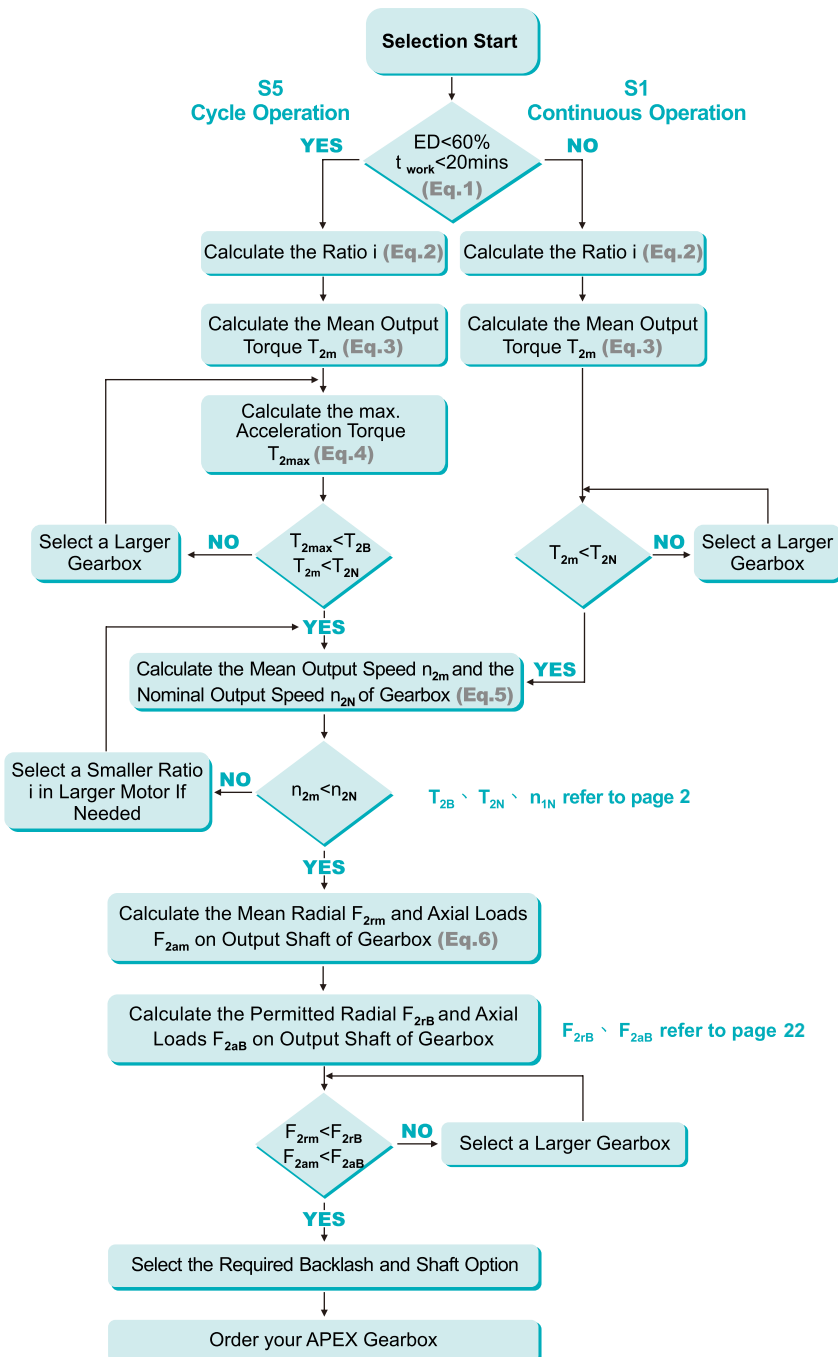 Selection Start
S5
Cycle Operation
S1
Continuous Operation
YES
ED<60%
t work<20mins
(Eq.1)
NO
Calculate the Ratio i (Eq.2)
Calculate the Ratio i (Eq.2)
Calculate the Mean Output
Torque T2m (Eq.3)
Calculate the Mean Output
Torque T2m (Eq.3)
Calculate the max.
Acceleration Torque
T2max (Eq.4)
Select a Larger
Gearbox
NO
T2max<T2B
T2m<T2N
T2m<T2N
NO
Select a Larger
Gearbox
YES
YES
Calculate the Mean Output Speed n2m and the
Nominal Output Speed n2N of Gearbox (Eq.5)
Select a Smaller Ratio
i in Larger Motor If
Needed
NO
n2m<n2N
T2B、T2N、n1N refer to page 2
YES
Calculate the Mean Radial F2rm and Axial Loads
F2am on Output Shaft of Gearbox (Eq.6)
Calculate the Permitted Radial F2rB and Axial
Loads F2aB on Output Shaft of Gearbox
F2rB、F2aB refer to page 22
F2rm<F2rB
F2am<F2aB
NO
Select a Larger Gearbox
YES
Select the Required Backlash and Shaft Option
Order your APEX Gearbox